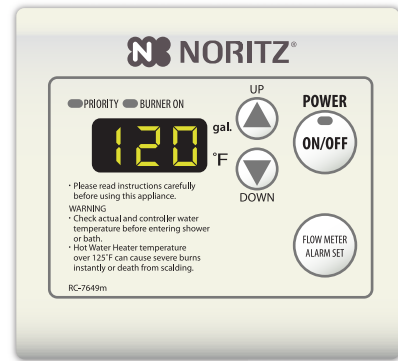 NORITZ®
UP
PRIORITY BURNER ON
POWER
120
gal.
°F
ON/OFF
DOWN
· Please read instructions carefully
before using this appliance.
WARNING
· Check actual and controller water
temperature before entering shower
or bath.
· Hot Water Heater temperature
over 125°F can cause severe burns
instantly or death from scalding.
FLOW METER
ALARM SET
RC-7649m